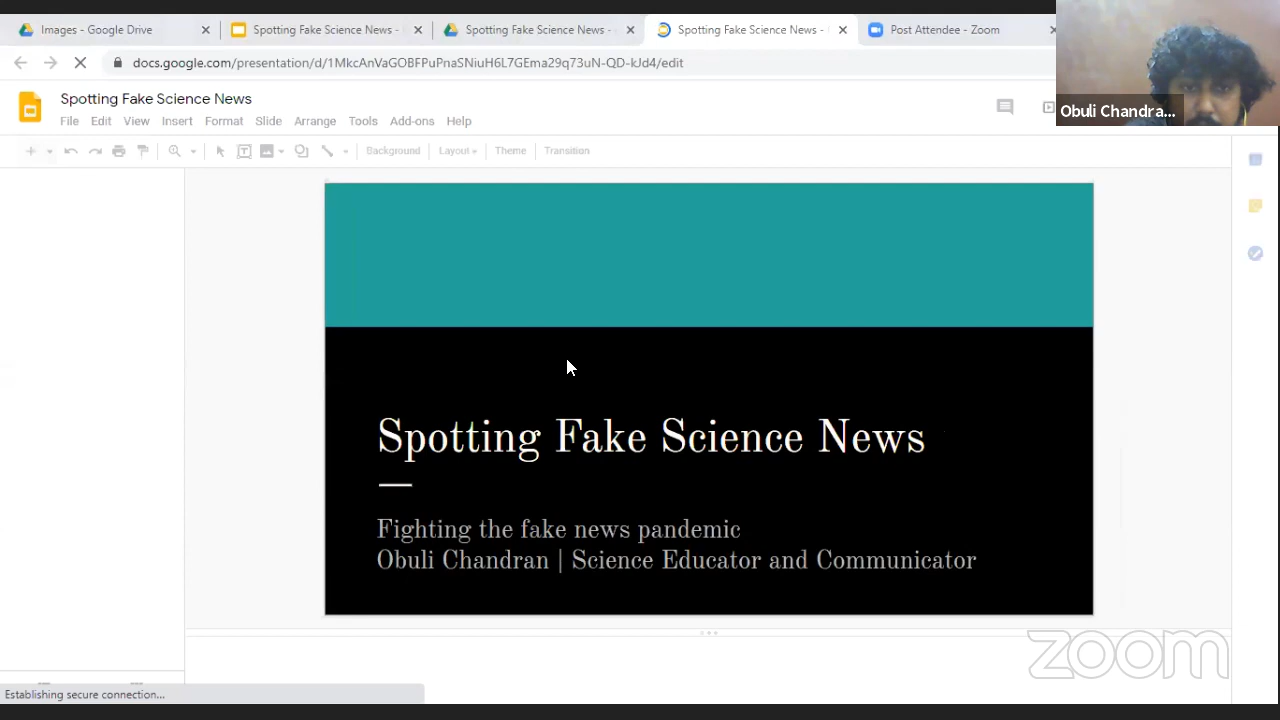 Images - Google Drive
Spotting Fake Science News -
Spotting Fake Science News -
Spotting Fake Science News -
Post Attendee - Zoom
docs.google.com/presentation/d/1MkcAnVaGOBFPuPnaSNiuH6L7GEma29q73uN-QD-kJd4/edit
Obuli Chandra...
Spotting Fake Science News
File Edit View Insert Format Slide Arrange Tools Add-ons Help
Background Layout Theme Transition
Spotting Fake Science News
Fighting the fake news pandemic
Obuli Chandran | Science Educator and Communicator
zoom
Establishing secure connection...